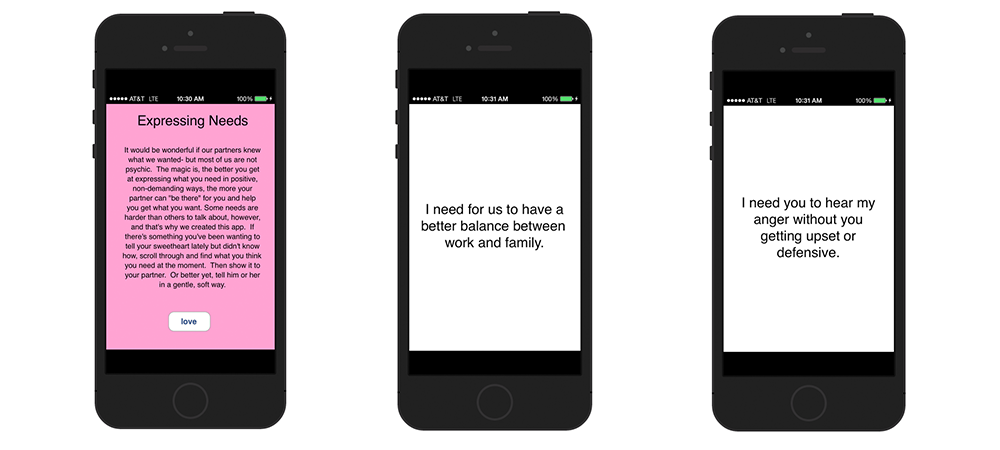 AT&T LTE 10:30 AM 100%
Expressing Needs
It would be wonderful if our partners knew
what we wanted- but most of us are not
psychic. The magic is, the better you get
at expressing what you need in positive,
non-demanding ways, the more your
partner can "be there" for you and help
you get what you want. Some needs are
harder than others to talk about, however,
and that's why we created this app. If
there's something you've been wanting to
tell your sweetheart lately but didn't know
how, scroll through and find what you think
you need at the moment. Then show it to
your partner. Or better yet, tell him or her
in a gentle, soft way.
love
AT&T LTE 10:31 AM 100%
I need for us to have a
better balance between
work and family.
AT&T LTE 10:31 AM 100%
I need you to hear my
anger without you
getting upset or
defensive.